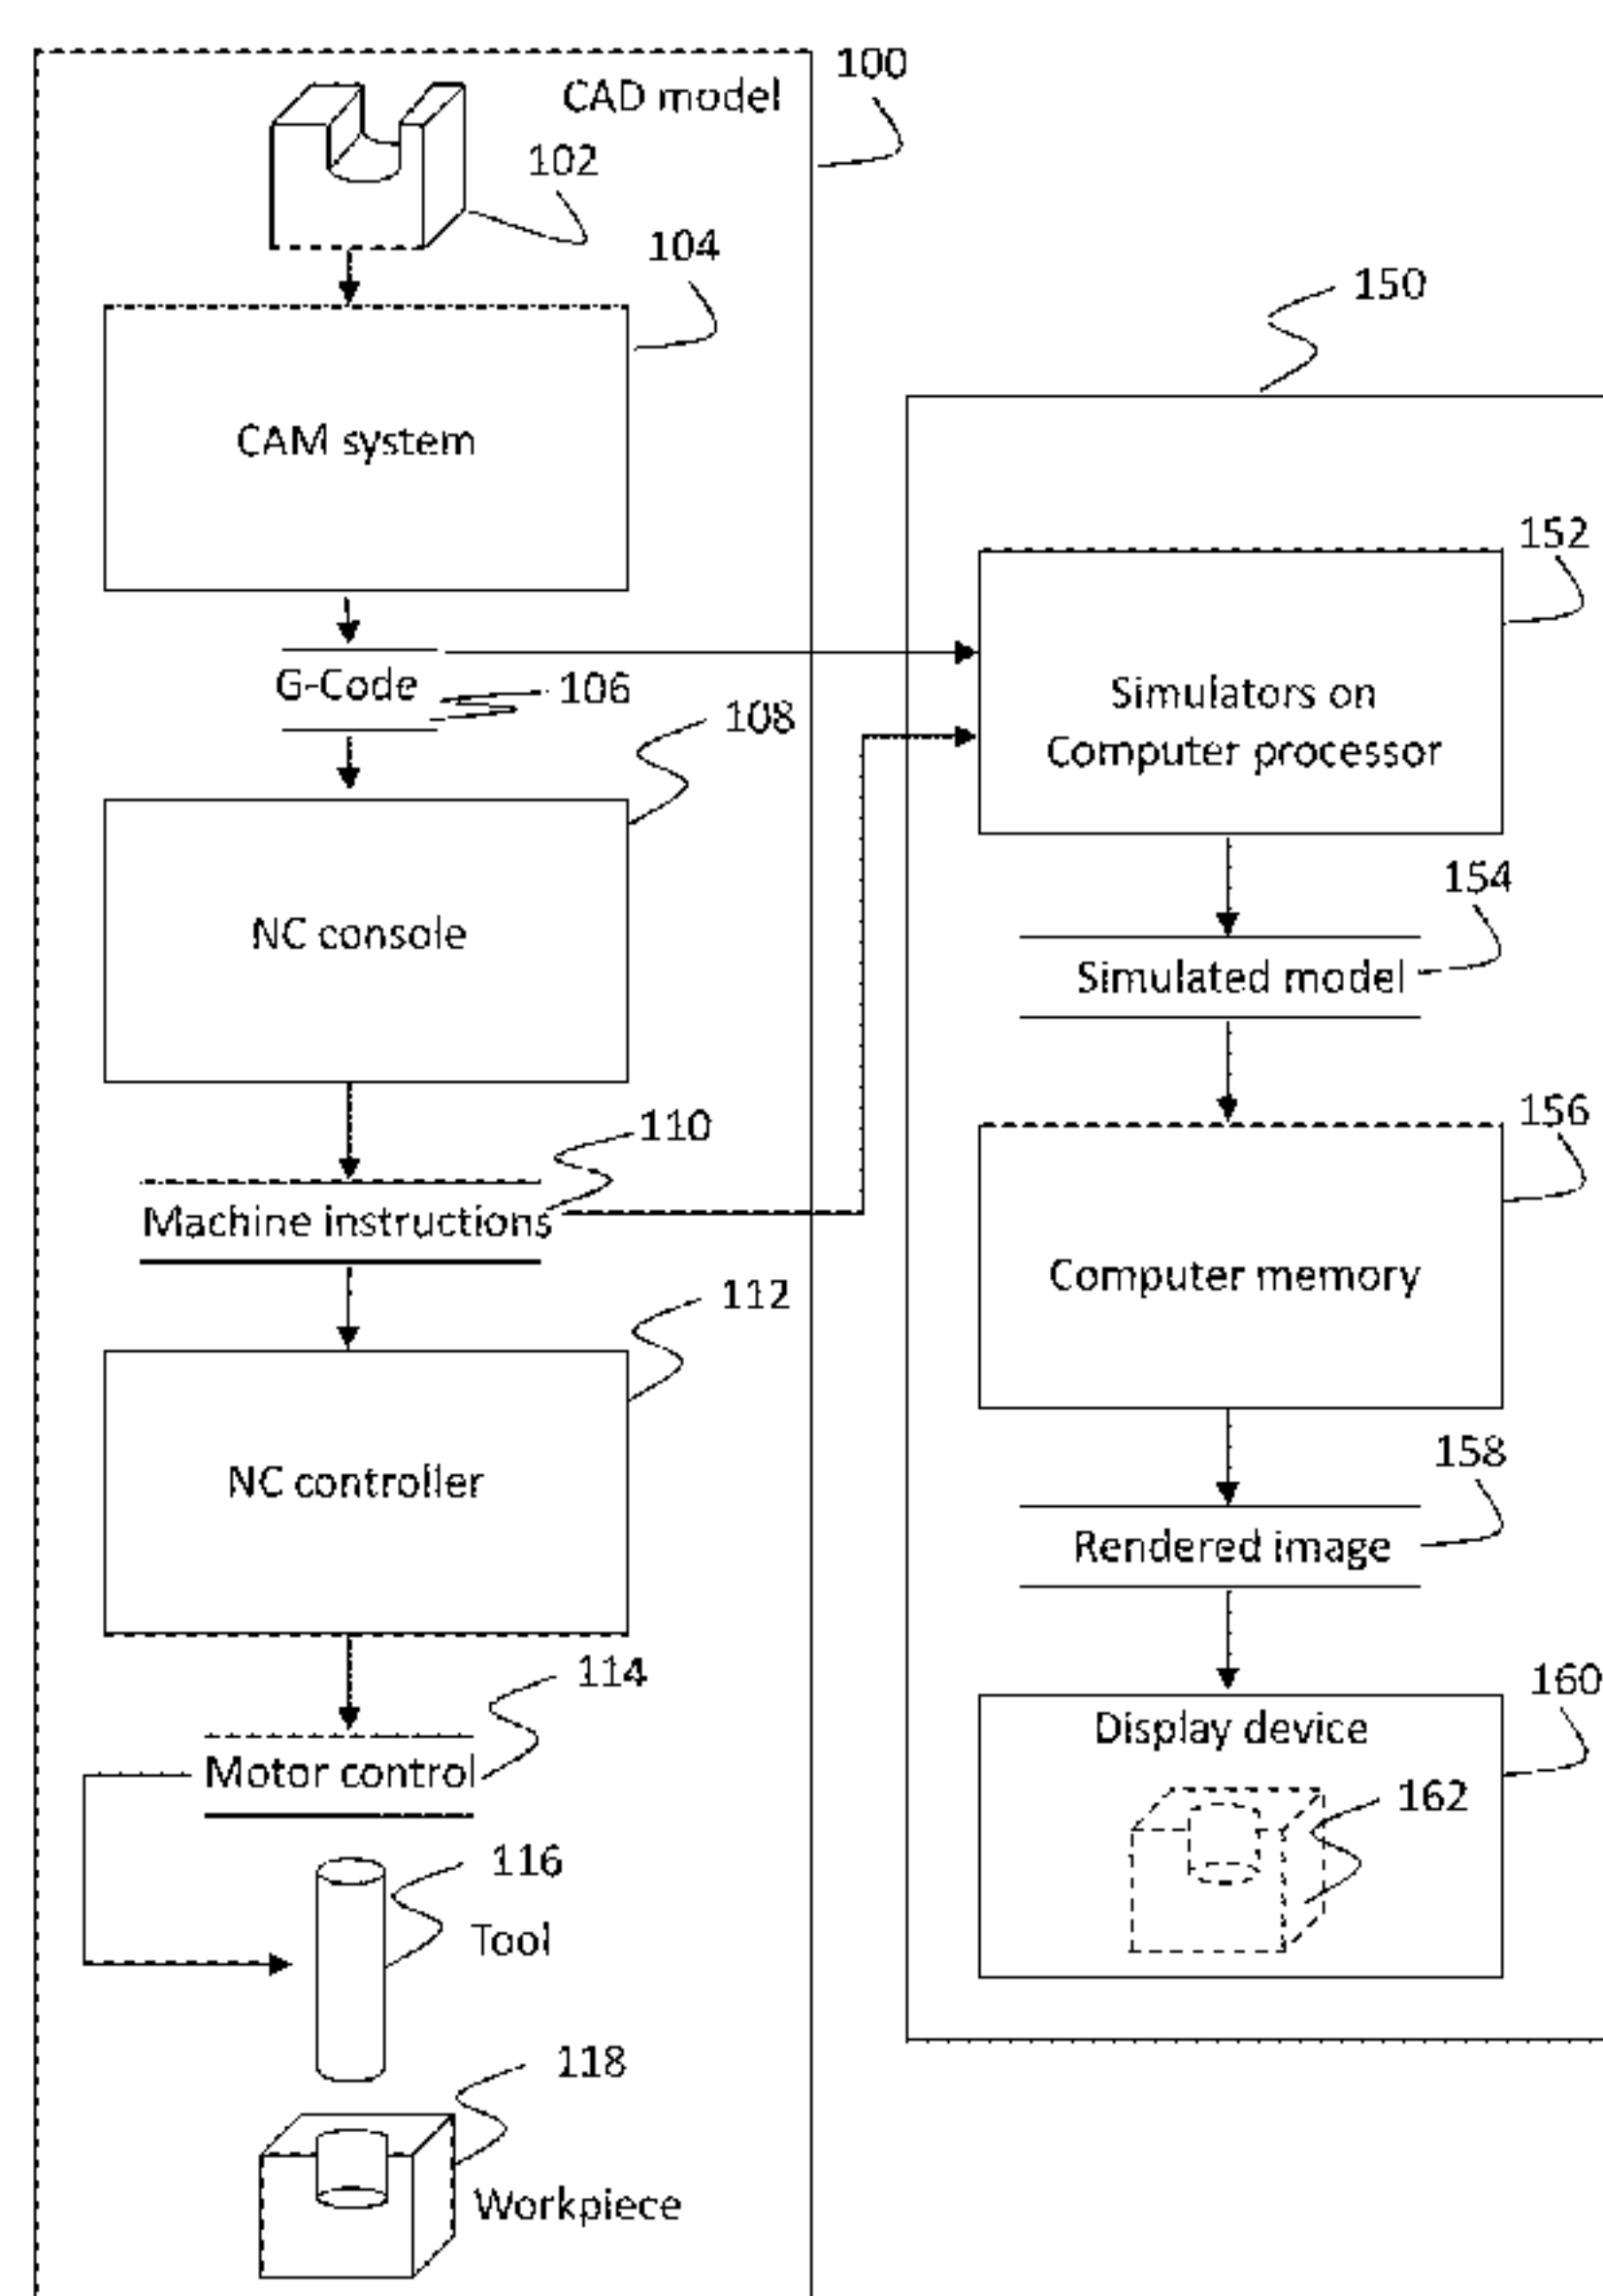 100
CAD model
102
104
CAM system
G-Code
106
108
NC console
110
Machine instructions
112
NC controller
114
Motor control
116
Tool
118
Workpiece
150
152
Simulators on
Computer processor
154
Simulated model
156
Computer memory
158
Rendered image
160
Display device
162